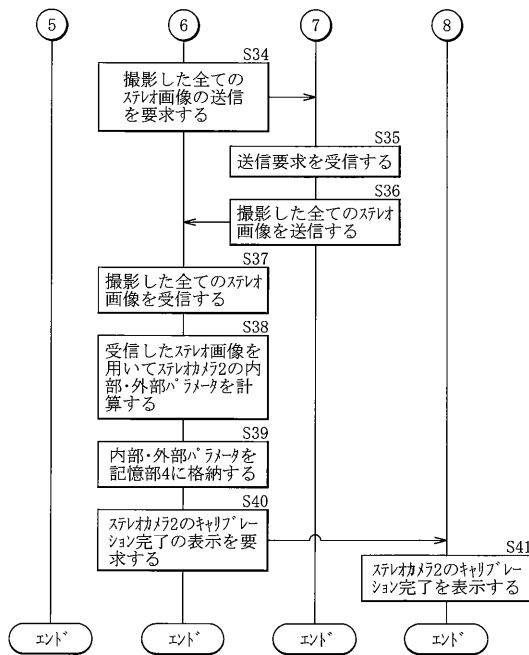 5
6
7
8
S34
撮影した全ての
ステレオ画像の送信
を要求する
S35
送信要求を受信する
S36
撮影した全てのステレオ
画像を送信する
S37
撮影した全てのステレオ
画像を受信する
S38
受信したステレオ画像を
用いてステレオカメラ2の内
部・外部パラメータを計
算する
S39
内部・外部パラメータを
記憶部4に格納する
S40
ステレオカメラ2のキャリブレー
ション完了の表示を要
求する
S41
ステレオカメラ2のキャリブレー
ション完了を表示する
エンド
エンド
エンド
エンド